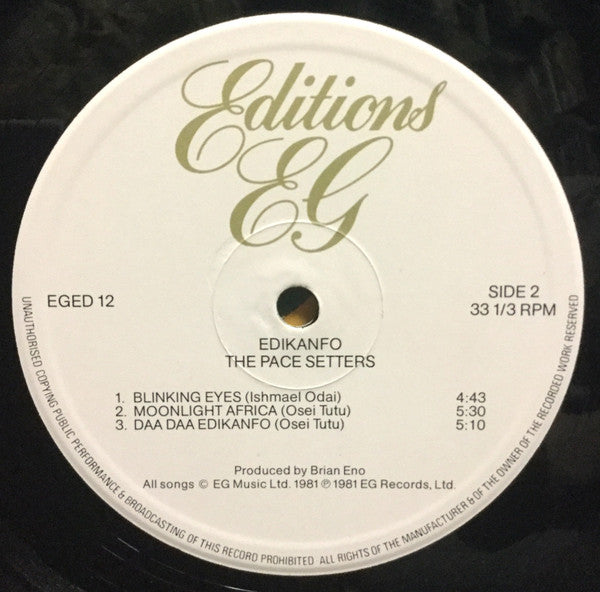 Editions
EG
EGED 12
SIDE 2
33 1/3 RPM
EDIKANFO
THE PACE SETTERS
1. BLINKING EYES (Ishmael Odai) 4:43
2. MOONLIGHT AFRICA (Osei Tutu) 5:30
3. DAA DAA EDIKANFO (Osei Tutu) 5:10
Produced by Brian Eno
All songs © EG Music Ltd. 1981 ℗ 1981 EG Records, Ltd.
UNAUTHORISED COPYING PUBLIC PERFORMANCE & BROADCASTING OF THIS RECORD PROHIBITED ALL RIGHTS OF THE MANUFACTURER & OF THE OWNER OF THE RECORDED WORK RESERVED